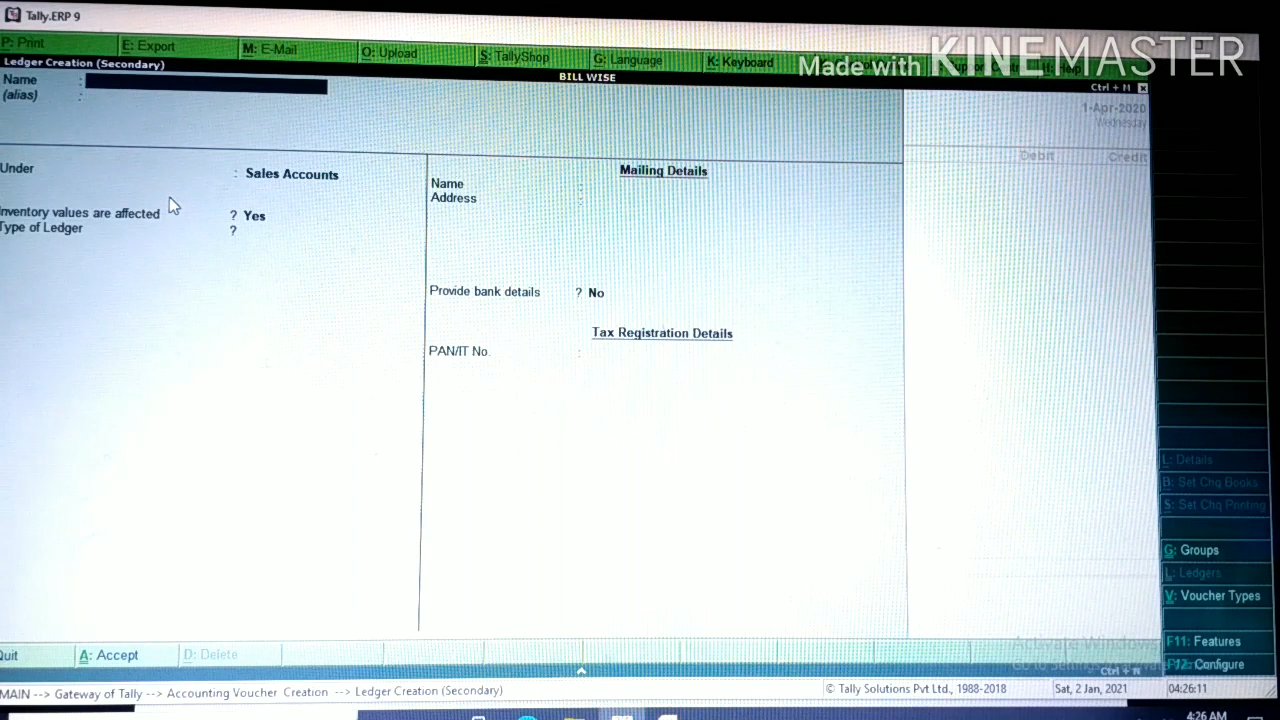 Tally.ERP 9
P: Print
E: Export
M: E-Mail
O: Upload
S: TallyShop
G: Language
K: Keyboard
Made with KINEMASTER
Ledger Creation (Secondary)
BILL WISE
Ctrl + M
Name :
(alias) :
1-Apr-2020
Wednesday
Debit Credit
Under : Sales Accounts
Inventory values are affected ? Yes
Type of Ledger ?
Mailing Details
Name :
Address :
Provide bank details ? No
Tax Registration Details
PAN/IT No. :
L: Details
B: Set Chq Books
S: Set Chq Printing
G: Groups
L: Ledgers
V: Voucher Types
F11: Features
F12: Configure
Activate Windows
Quit
A: Accept
D: Delete
Ctrl + N
MAIN --> Gateway of Tally --> Accounting Voucher Creation --> Ledger Creation (Secondary)
© Tally Solutions Pvt Ltd., 1988-2018
Sat, 2 Jan, 2021
04:26:11
4:26 AM